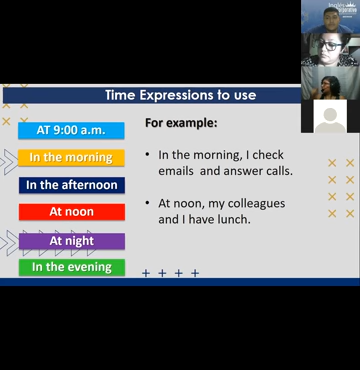 Time Expressions to use
AT 9:00 a.m.
In the morning
In the afternoon
At noon
At night
In the evening
For example:
• In the morning, I check
emails and answer calls.
• At noon, my colleagues
and I have lunch.